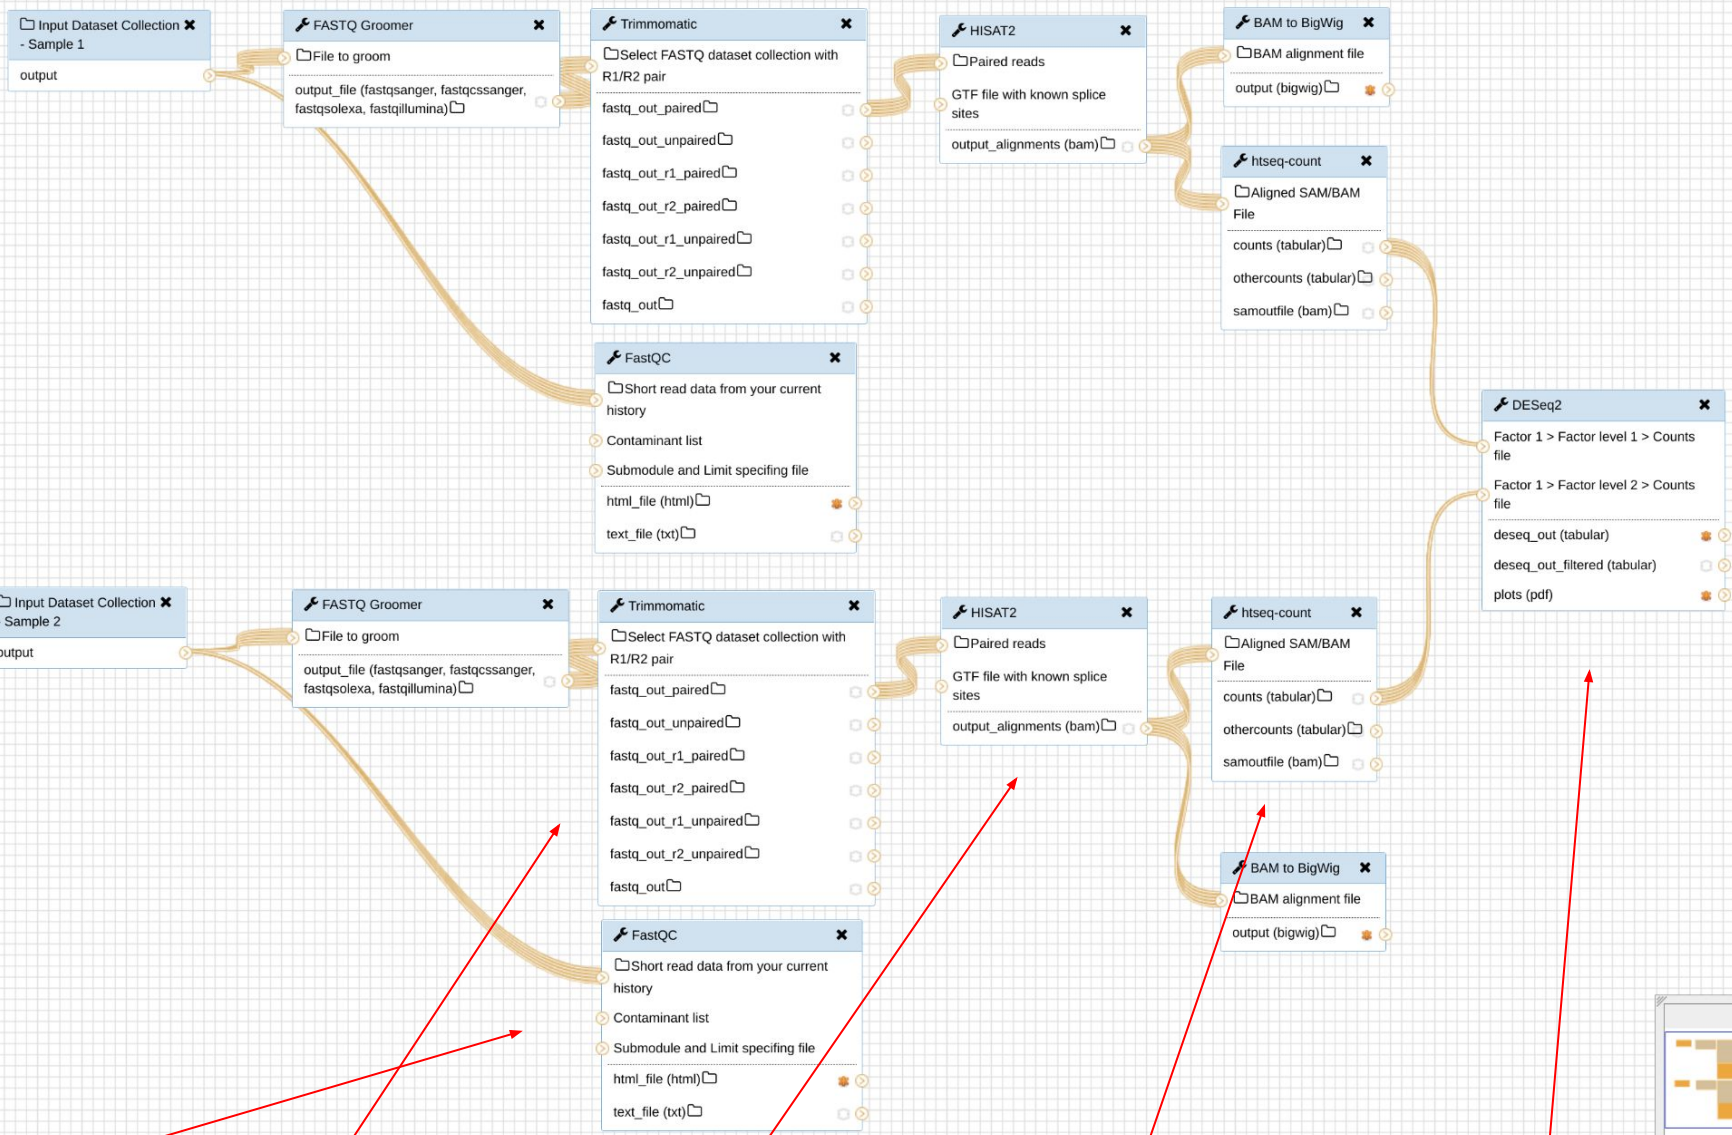 Input Dataset Collection
- Sample 1
output
FASTQ Groomer
File to groom
output_file (fastqsanger, fastqcssanger,
fastqsolexa, fastqillumina)
Trimmomatic
Select FASTQ dataset collection with
R1/R2 pair
fastq_out_paired
fastq_out_unpaired
fastq_out_r1_paired
fastq_out_r2_paired
fastq_out_r1_unpaired
fastq_out_r2_unpaired
fastq_out
HISAT2
Paired reads
GTF file with known splice
sites
output_alignments (bam)
BAM to BigWig
BAM alignment file
output (bigwig)
htseq-count
Aligned SAM/BAM
File
counts (tabular)
othercounts (tabular)
samoutfile (bam)
FastQC
Short read data from your current
history
Contaminant list
Submodule and Limit specifing file
html_file (html)
text_file (txt)
DESeq2
Factor 1 > Factor level 1 > Counts
file
Factor 1 > Factor level 2 > Counts
file
deseq_out (tabular)
deseq_out_filtered (tabular)
plots (pdf)
Input Dataset Collection
Sample 2
output
FASTQ Groomer
File to groom
output_file (fastqsanger, fastqcssanger,
fastqsolexa, fastqillumina)
Trimmomatic
Select FASTQ dataset collection with
R1/R2 pair
fastq_out_paired
fastq_out_unpaired
fastq_out_r1_paired
fastq_out_r2_paired
fastq_out_r1_unpaired
fastq_out_r2_unpaired
fastq_out
HISAT2
Paired reads
GTF file with known splice
sites
output_alignments (bam)
htseq-count
Aligned SAM/BAM
File
counts (tabular)
othercounts (tabular)
samoutfile (bam)
BAM to BigWig
BAM alignment file
output (bigwig)
FastQC
Short read data from your current
history
Contaminant list
Submodule and Limit specifing file
html_file (html)
text_file (txt)